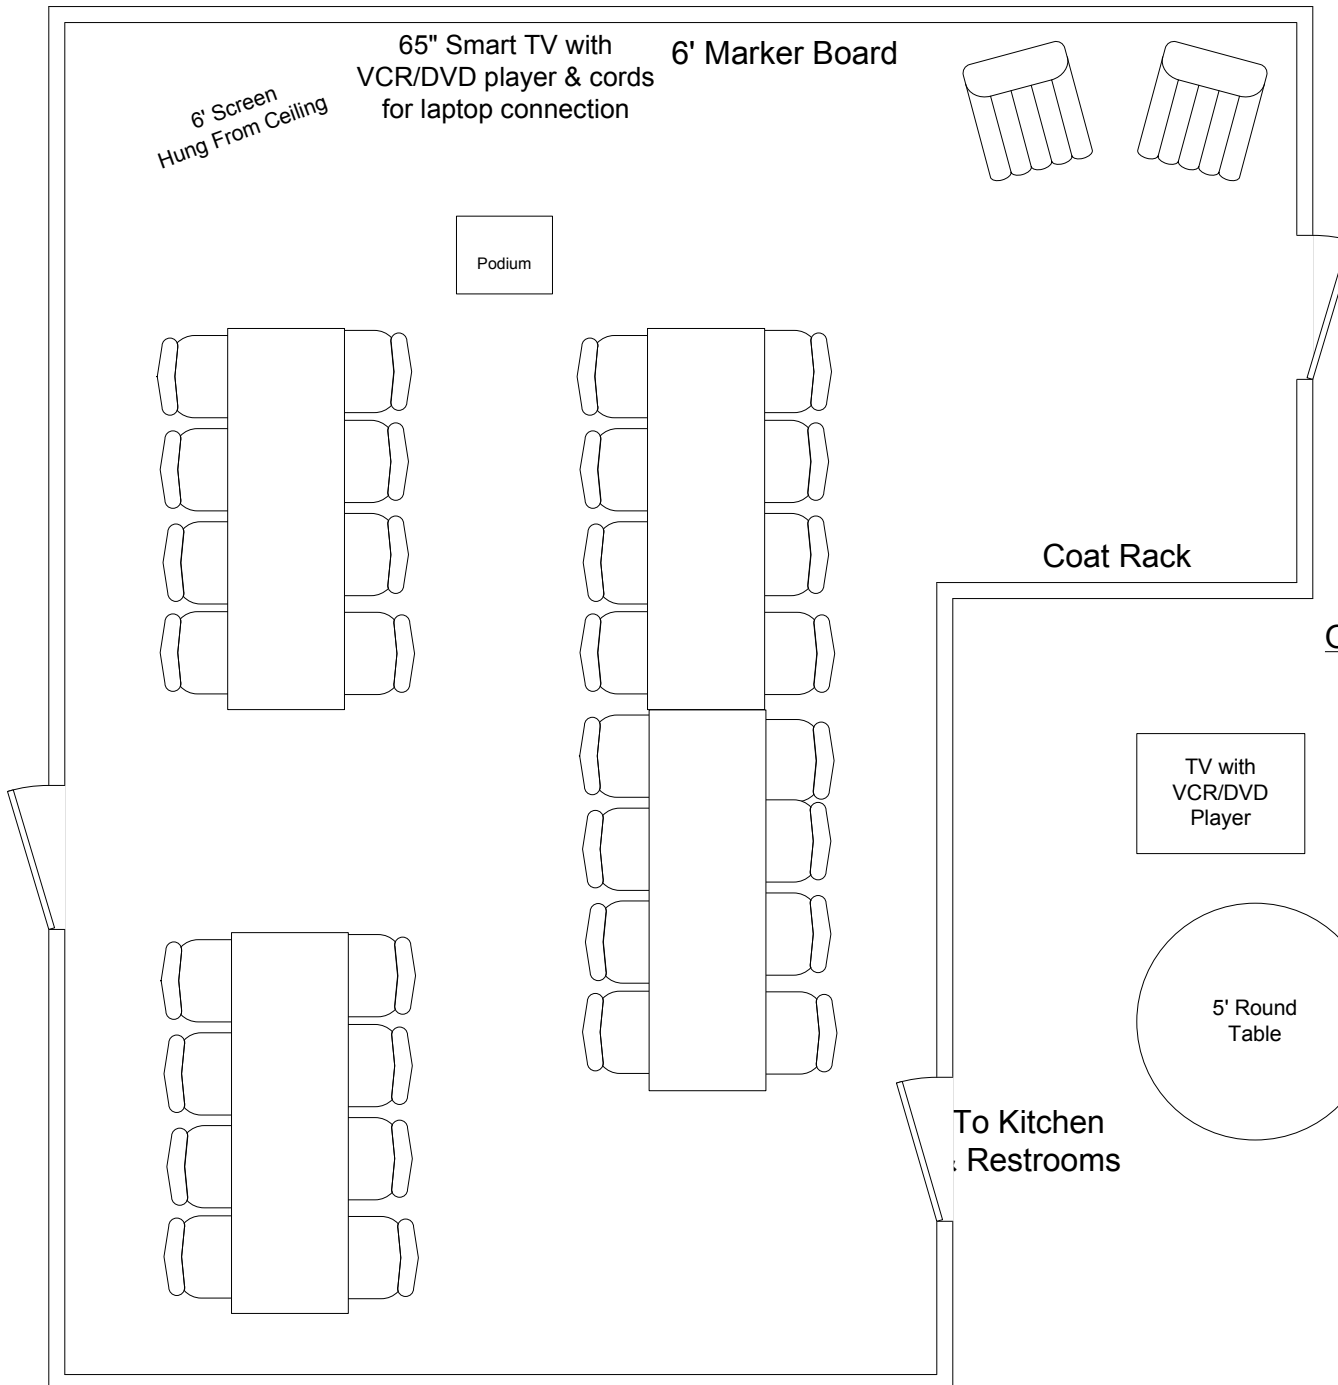 65" Smart TV with
VCR/DVD player & cords
for laptop connection
6' Marker Board
6' Screen
Hung From Ceiling
Podium
Coat Rack
TV with
VCR/DVD
Player
5' Round
Table
To Kitchen
Restrooms